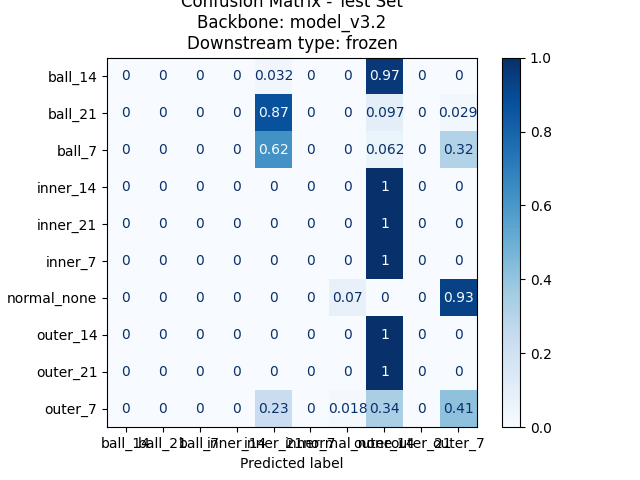 Confusion Matrix - Test Set
Backbone: model_v3.2
Downstream type: frozen
ball_14 0 0 0 0 0.032 0 0 0.97 0 0
ball_21 0 0 0 0 0.87 0 0 0.097 0 0.029
ball_7 0 0 0 0 0.62 0 0 0.062 0 0.32
inner_14 0 0 0 0 0 0 0 1 0 0
inner_21 0 0 0 0 0 0 0 1 0 0
inner_7 0 0 0 0 0 0 0 1 0 0
normal_none 0 0 0 0 0 0 0.07 0 0 0.93
outer_14 0 0 0 0 0 0 0 1 0 0
outer_21 0 0 0 0 0 0 0 1 0 0
outer_7 0 0 0 0 0.23 0 0.018 0.34 0 0.41
ball_14 ball_21 ball_7 inner_14 inner_21 inner_7 normal_none outer_14 outer_21 outer_7
Predicted label
1.0
0.8
0.6
0.4
0.2
0.0